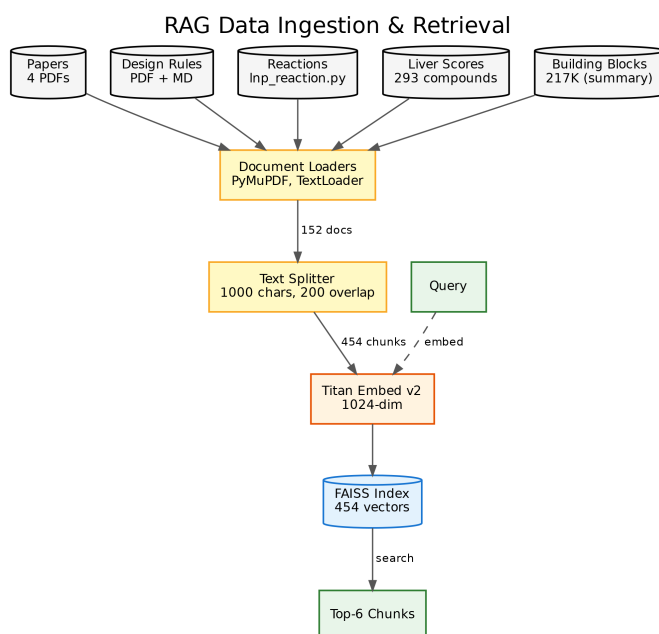 RAG Data Ingestion & Retrieval
Papers
4 PDFs
Design Rules
PDF + MD
Reactions
lnp_reaction.py
Liver Scores
293 compounds
Building Blocks
217K (summary)
Document Loaders
PyMuPDF, TextLoader
152 docs
Text Splitter
1000 chars, 200 overlap
Query
454 chunks
embed
Titan Embed v2
1024-dim
FAISS Index
454 vectors
search
Top-6 Chunks